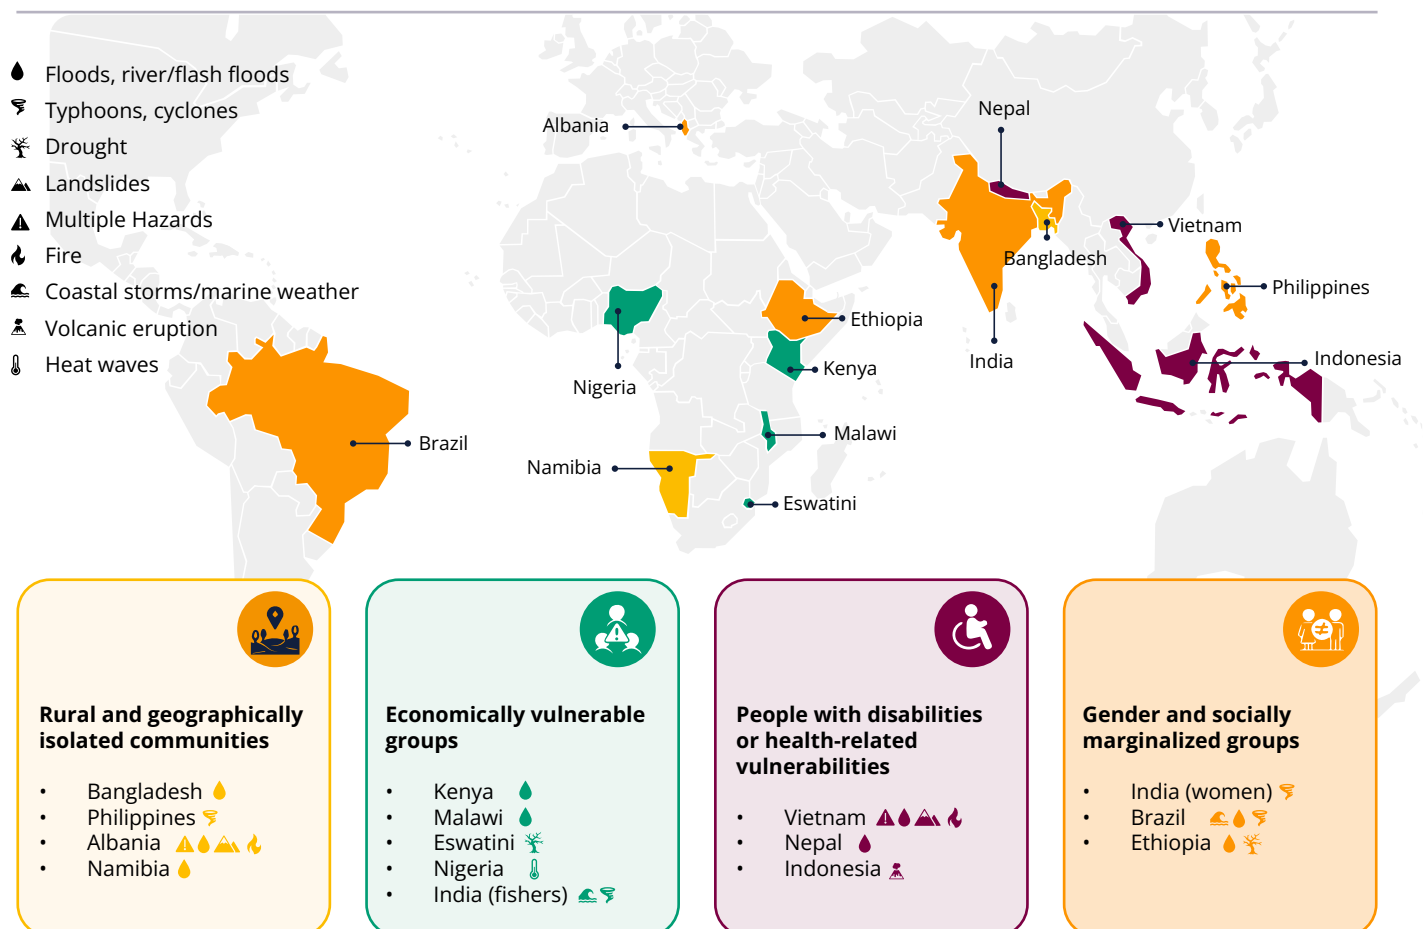 Floods, river/flash floods
Typhoons, cyclones
Drought
Landslides
Multiple Hazards
Fire
Coastal storms/marine weather
Volcanic eruption
Heat waves
Albania
Nepal
Vietnam
Bangladesh
Philippines
Ethiopia
India
Indonesia
Kenya
Nigeria
Malawi
Brazil
Namibia
Eswatini
Rural and geographically
isolated communities
• Bangladesh
• Philippines
• Albania
• Namibia
Economically vulnerable
groups
• Kenya
• Malawi
• Eswatini
• Nigeria
• India (fishers)
People with disabilities
or health-related
vulnerabilities
• Vietnam
• Nepal
• Indonesia
Gender and socially
marginalized groups
• India (women)
• Brazil
• Ethiopia